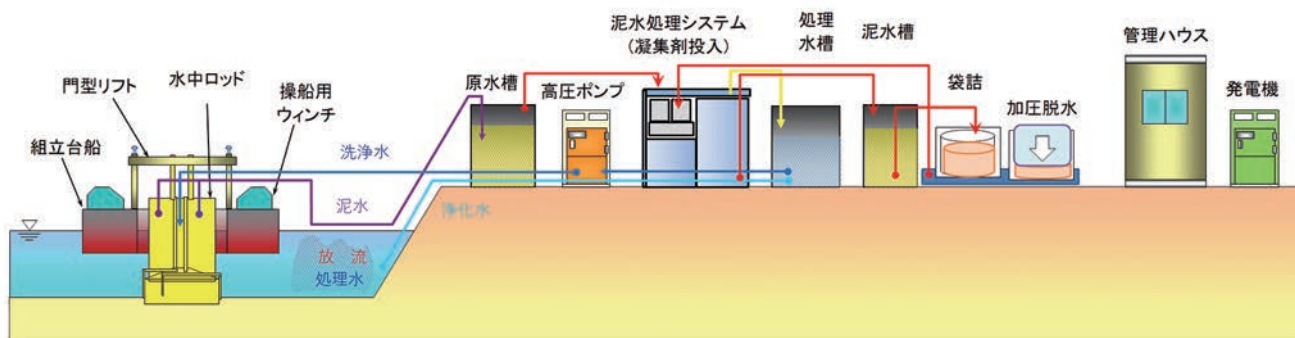 泥水処理システム
(凝集剤投入)
処理
水槽
泥水槽
管理ハウス
門型リフト
水中ロッド
操船用
ウィンチ
原水槽
高圧ポンプ
袋詰
加圧脱水
発電機
組立台船
洗浄水
泥水
浄化水
放 流
処理水